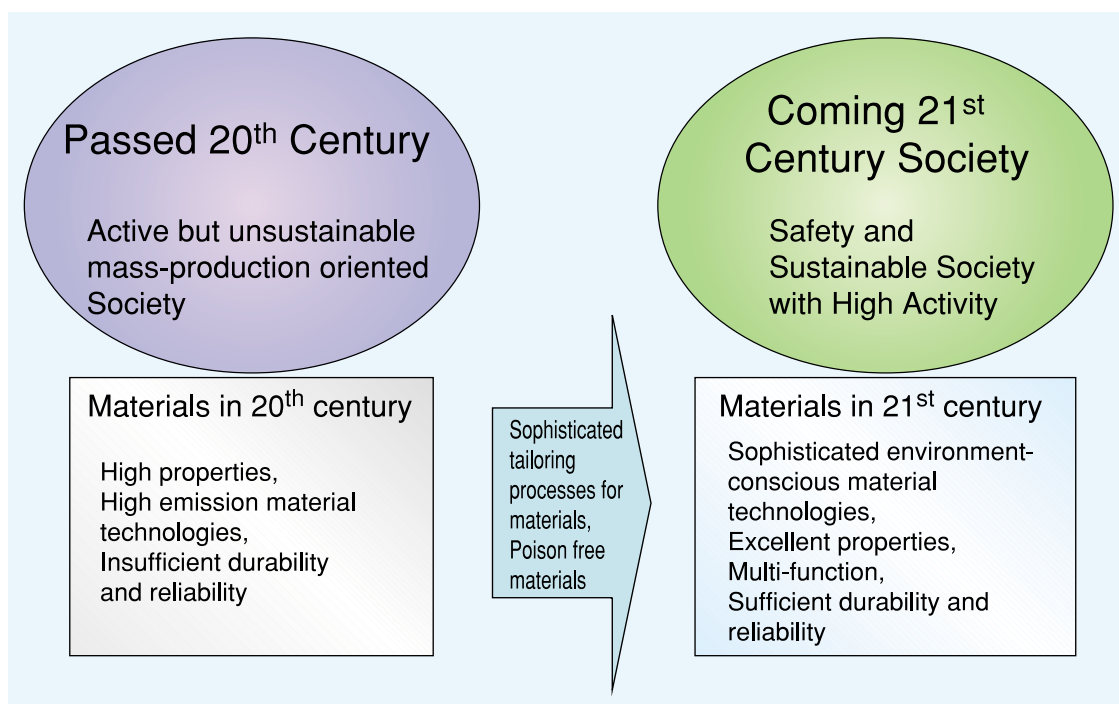 Passed 20th Century
Active but unsustainable
mass-production oriented
Society
Materials in 20th century
High properties,
High emission material
technologies,
Insufficient durability
and reliability
Sophisticated
tailoring
processes for
materials,
Poison free
materials
Coming 21st
Century Society
Safety and
Sustainable Society
with High Activity
Materials in 21st century
Sophisticated environment-
conscious material
technologies,
Excellent properties,
Multi-function,
Sufficient durability and
reliability